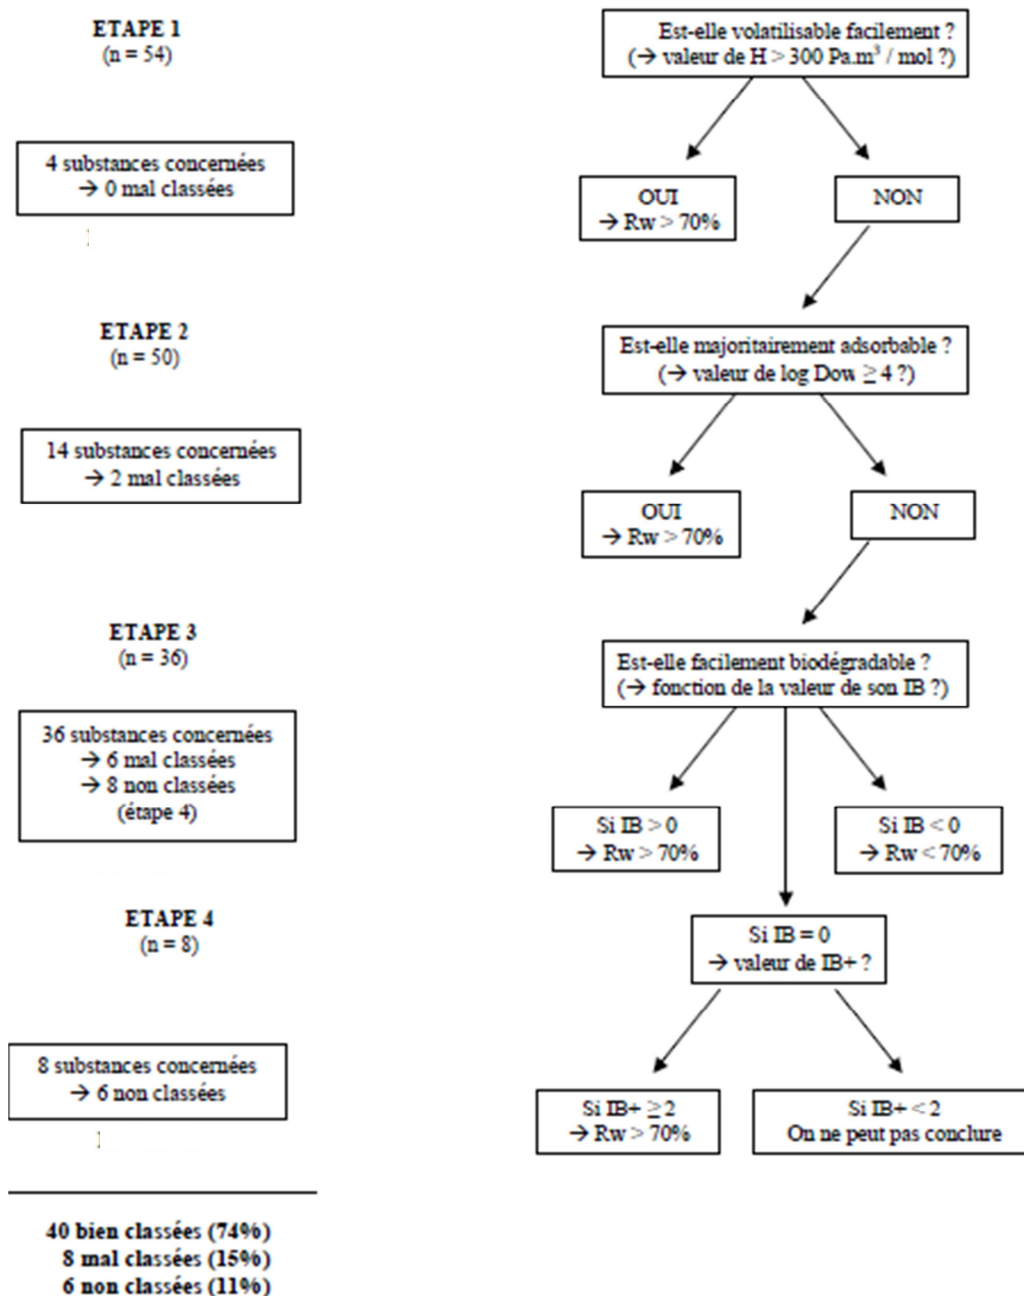 ETAPE 1
(n = 54)
Est-elle volatilisable facilement ?
(→ valeur de H > 300 Pa.m³ / mol ?)
4 substances concernées
→ 0 mal classées
OUI
→ Rw > 70%
NON
ETAPE 2
(n = 50)
Est-elle majoritairement adsorbable ?
(→ valeur de log Dow ≥ 4 ?)
14 substances concernées
→ 2 mal classées
OUI
→ Rw > 70%
NON
ETAPE 3
(n = 36)
Est-elle facilement biodégradable ?
(→ fonction de la valeur de son IB ?)
36 substances concernées
→ 6 mal classées
→ 8 non classées
(étape 4)
Si IB > 0
→ Rw > 70%
Si IB < 0
→ Rw < 70%
ETAPE 4
(n = 8)
Si IB = 0
→ valeur de IB+ ?
8 substances concernées
→ 6 non classées
Si IB+ ≥ 2
→ Rw > 70%
Si IB+ < 2
On ne peut pas conclure
40 bien classées (74%)
8 mal classées (15%)
6 non classées (11%)